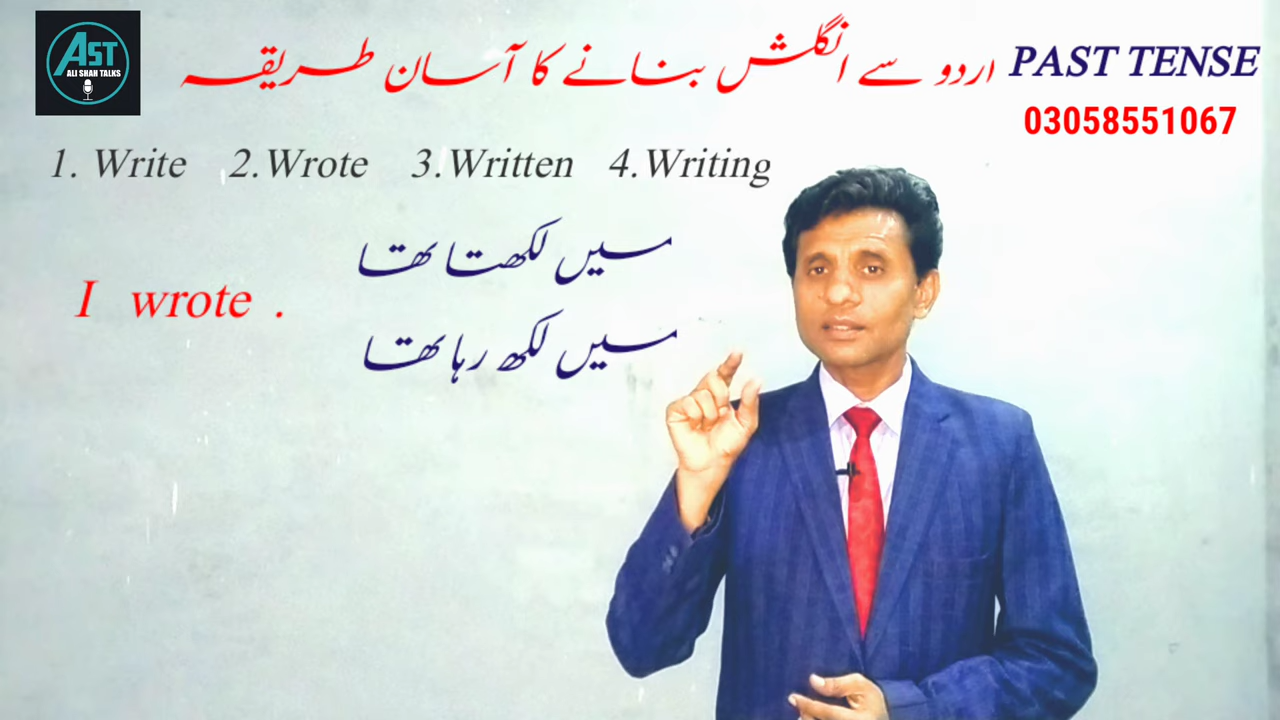 AST
ALI SHAH TALKS
اردو سے انگلش بنانے کا آسان طریقہ PAST TENSE
03058551067
1. Write 2.Wrote 3.Written 4.Writing
میں لکھتا تھا
I wrote .
میں لکھ رہا تھا